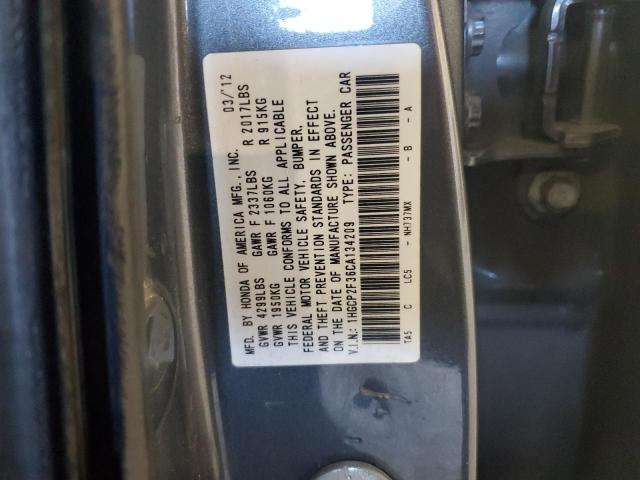 MFD. BY HONDA OF AMERICA MFG., INC. 03/12
GVWR 4299LBS GAWR F 2337LBS R 2017LBS
GVWR 1950KG GAWR F 1060KG R 915KG
THIS VEHICLE CONFORMS TO ALL APPLICABLE
FEDERAL MOTOR VEHICLE SAFETY, BUMPER,
AND THEFT PREVENTION STANDARDS IN EFFECT
ON THE DATE OF MANUFACTURE SHOWN ABOVE.
V.I.N.: 1HGCP2F36CA134209 TYPE: PASSENGER CAR
TA5 C LC5 - NH737MX - B - A